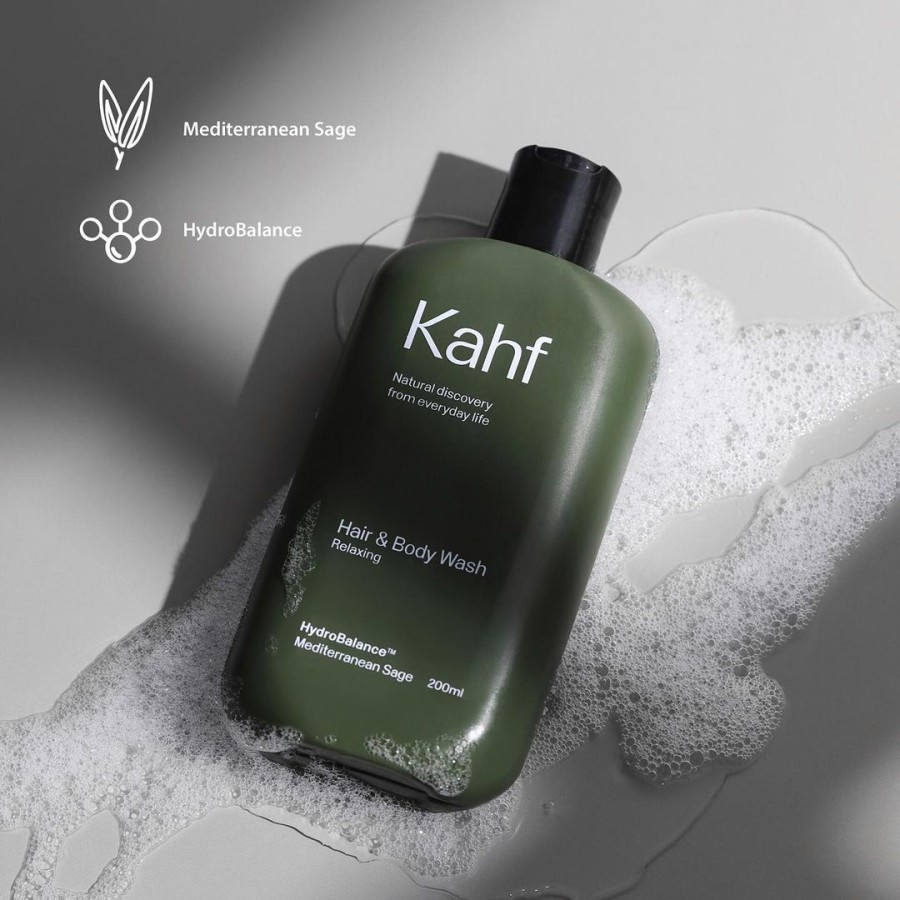 Mediterranean Sage
HydroBalance
Kahf
Natural discovery
from everyday life
Hair & Body Wash
Relaxing
HydroBalance™
Mediterranean Sage 200ml